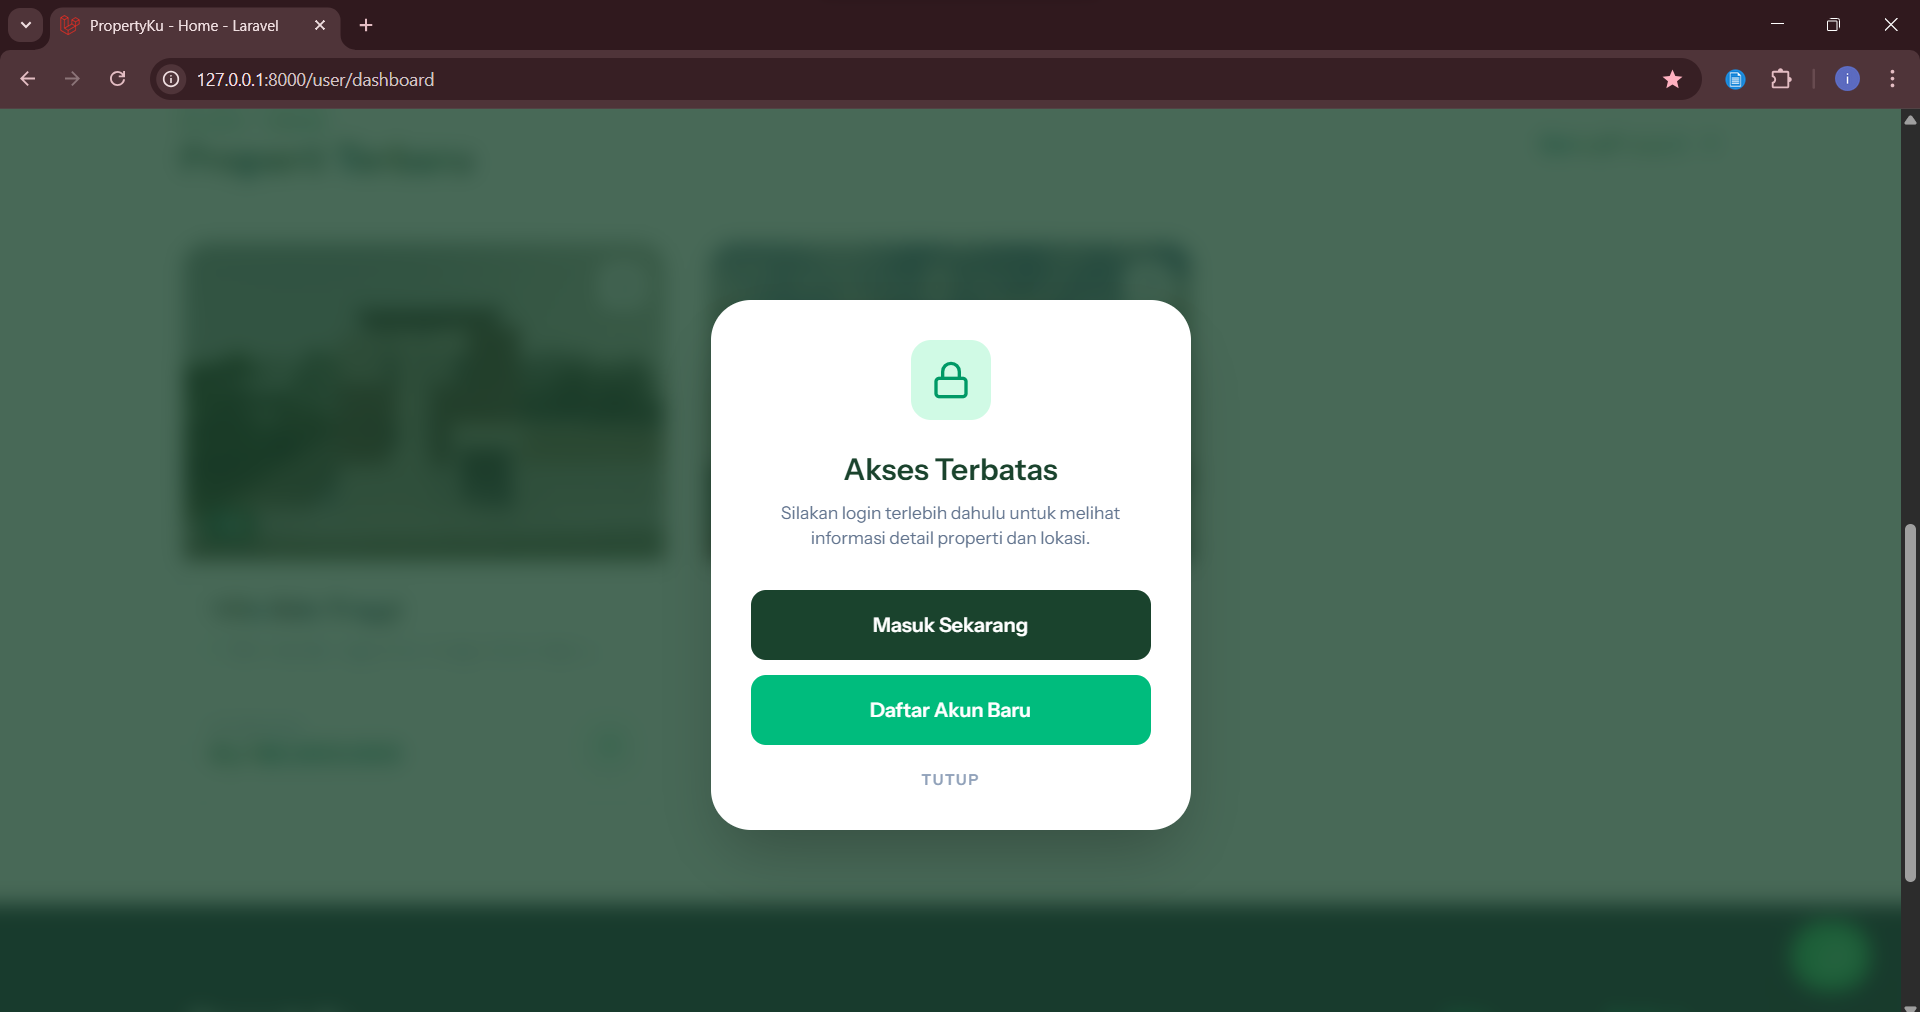 PropertyKu - Home - Laravel
127.0.0.1:8000/user/dashboard
i
Akses Terbatas
Silakan login terlebih dahulu untuk melihat
informasi detail properti dan lokasi.
Masuk Sekarang
Daftar Akun Baru
TUTUP